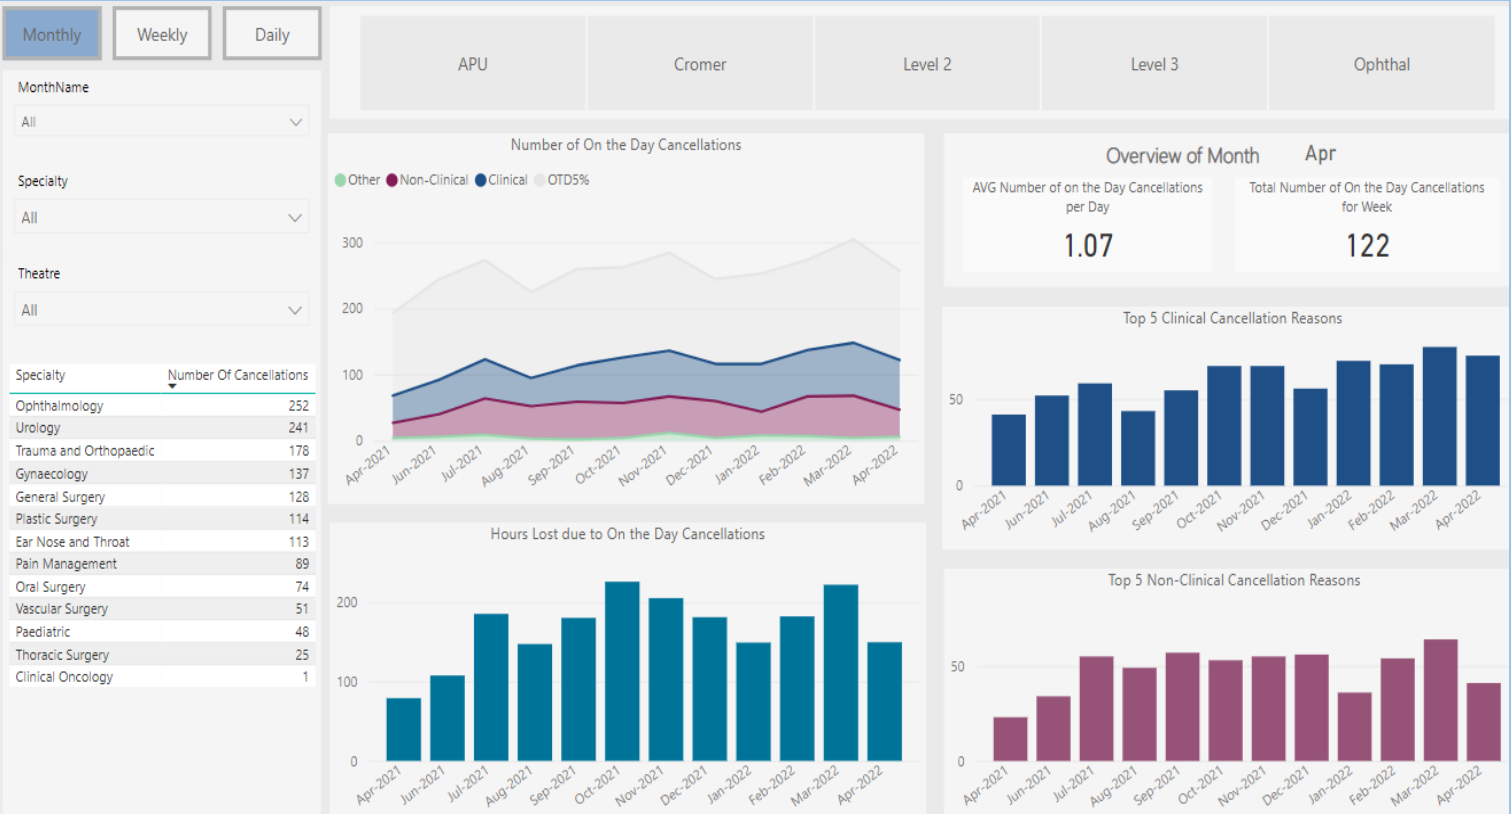 Monthly Weekly Daily
MonthName
All
Specialty
All
Theatre
All
Specialty Number Of Cancellations
Ophthalmology 252
Urology 241
Trauma and Orthopaedic 178
Gynaecology 137
General Surgery 128
Plastic Surgery 114
Ear Nose and Throat 113
Pain Management 89
Oral Surgery 74
Vascular Surgery 51
Paediatric 48
Thoracic Surgery 25
Clinical Oncology 1
APU Cromer Level 2 Level 3 Ophthal
Number of On the Day Cancellations
Other Non-Clinical Clinical OTD5%
300
200
100
0
Apr-2021 Jun-2021 Jul-2021 Aug-2021 Sep-2021 Oct-2021 Nov-2021 Dec-2021 Jan-2022 Feb-2022 Mar-2022 Apr-2022
Hours Lost due to On the Day Cancellations
200
100
0
Apr-2021 Jun-2021 Jul-2021 Aug-2021 Sep-2021 Oct-2021 Nov-2021 Dec-2021 Jan-2022 Feb-2022 Mar-2022 Apr-2022
Overview of Month Apr
AVG Number of on the Day Cancellations
per Day
1.07
Total Number of On the Day Cancellations
for Week
122
Top 5 Clinical Cancellation Reasons
50
0
Apr-2021 Jun-2021 Jul-2021 Aug-2021 Sep-2021 Oct-2021 Nov-2021 Dec-2021 Jan-2022 Feb-2022 Mar-2022 Apr-2022
Top 5 Non-Clinical Cancellation Reasons
50
0
Apr-2021 Jun-2021 Jul-2021 Aug-2021 Sep-2021 Oct-2021 Nov-2021 Dec-2021 Jan-2022 Feb-2022 Mar-2022 Apr-2022